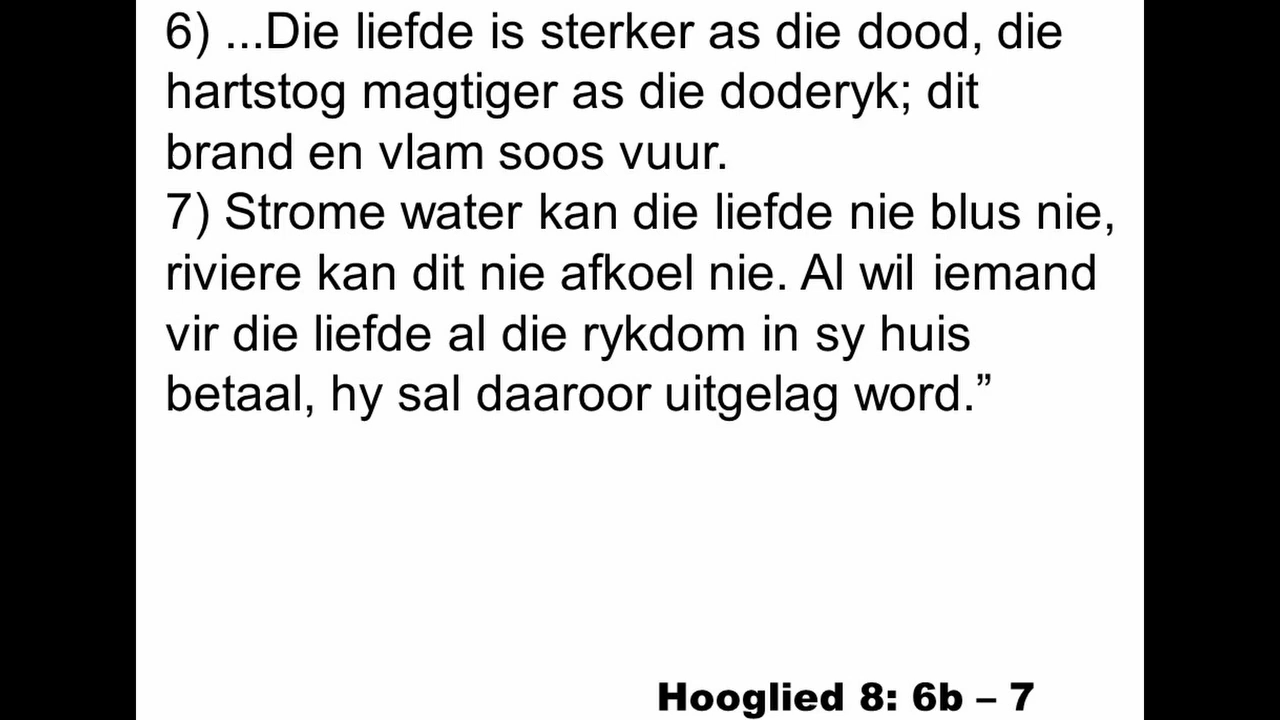 6) ...Die liefde is sterker as die dood, die
hartstog magtiger as die doderyk; dit
brand en vlam soos vuur.
7) Strome water kan die liefde nie blus nie,
riviere kan dit nie afkoel nie. Al wil iemand
vir die liefde al die rykdom in sy huis
betaal, hy sal daaroor uitgelag word.”
Hooglied 8: 6b – 7